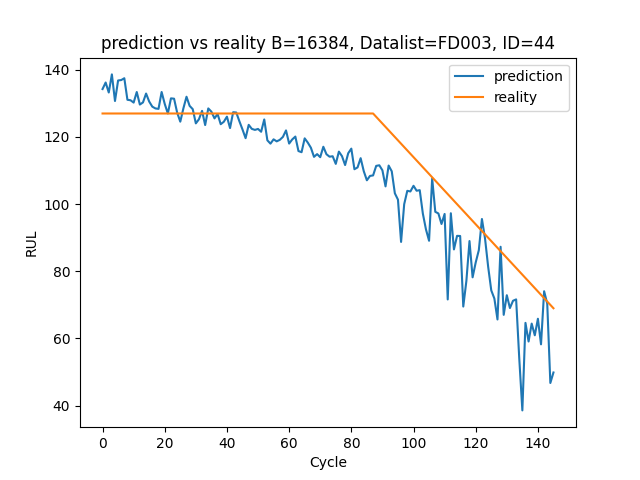 prediction vs reality B=16384, Datalist=FD003, ID=44
prediction
reality
RUL
140
120
100
80
60
40
0 20 40 60 80 100 120 140
Cycle